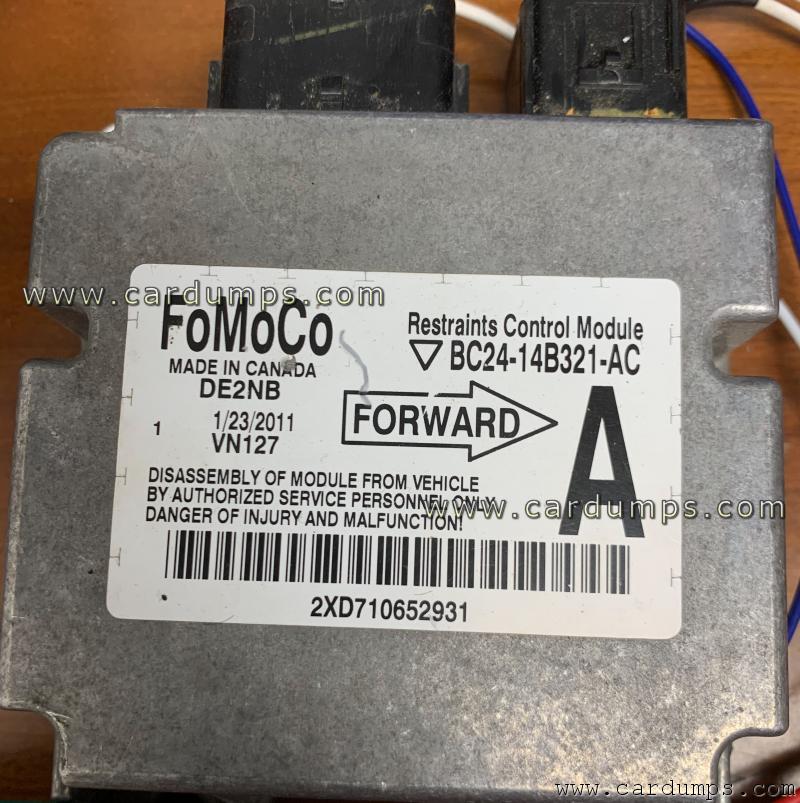 www.cardumps.com
FoMoCo
MADE IN CANADA
DE2NB
1 1/23/2011
VN127
Restraints Control Module
BC24-14B321-AC
FORWARD
A
DISASSEMBLY OF MODULE FROM VEHICLE
BY AUTHORIZED SERVICE PERSONNEL ONLY
DANGER OF INJURY AND MALFUNCTION!
www.cardumps.com
2XD710652931
www.cardumps.com